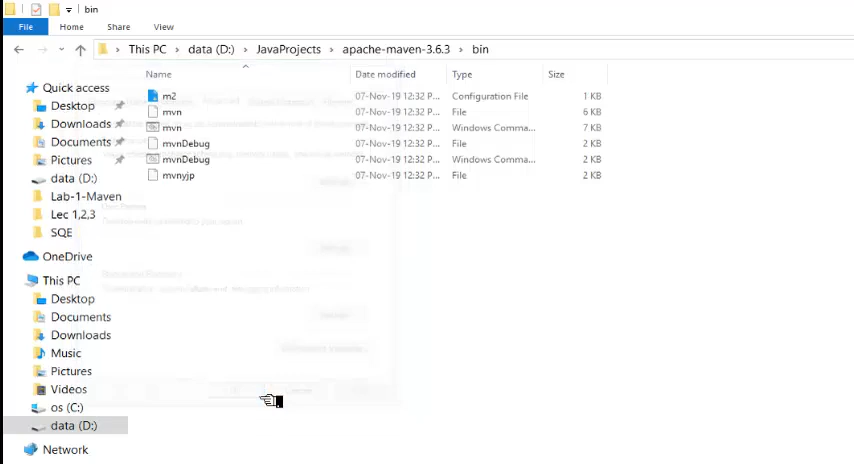 bin
File Home Share View
This PC > data (D:) > JavaProjects > apache-maven-3.6.3 > bin
Name Date modified Type Size
Quick access
Desktop
Downloads
Documents
Pictures
data (D:)
Lab-1-Maven
Lec 1,2,3
SQE
OneDrive
This PC
Desktop
Documents
Downloads
Music
Pictures
Videos
os (C:)
data (D:)
Network
m2 07-Nov-19 12:32 P... Configuration File 1 KB
mvn 07-Nov-19 12:32 P... File 6 KB
mvn 07-Nov-19 12:32 P... Windows Comma... 7 KB
mvnDebug 07-Nov-19 12:32 P... File 2 KB
mvnDebug 07-Nov-19 12:32 P... Windows Comma... 2 KB
mvnyjp 07-Nov-19 12:32 P... File 2 KB